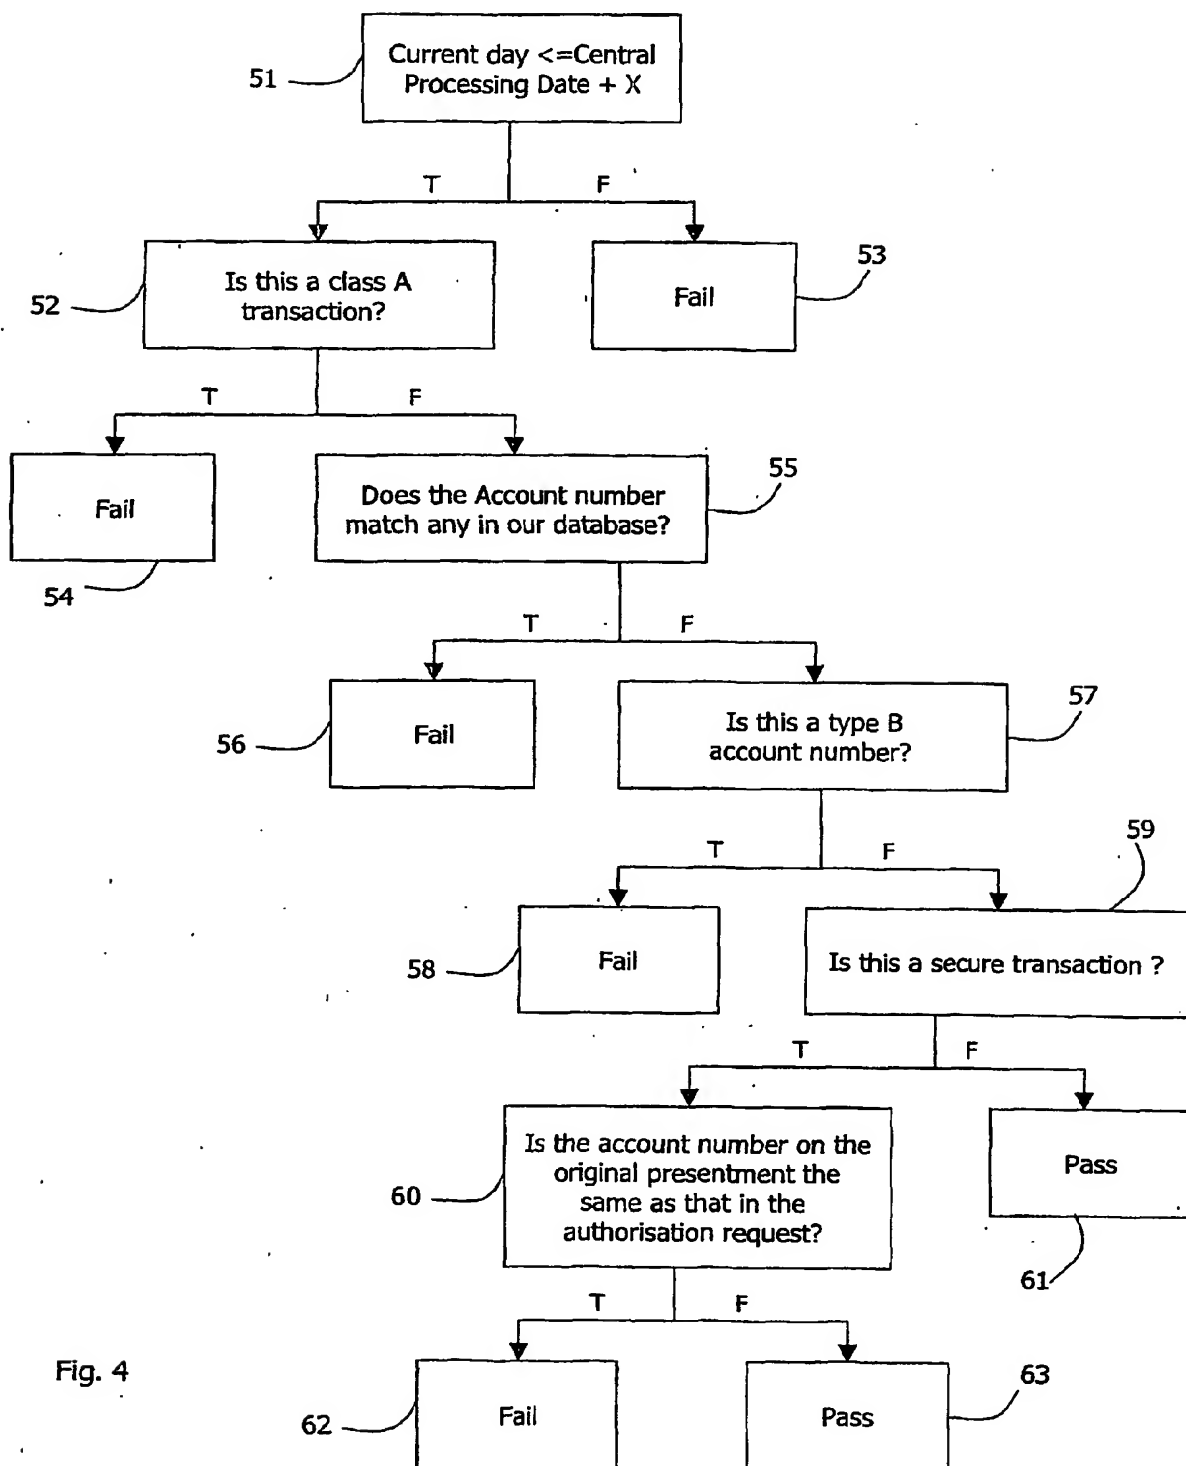 51
Current day <=Central
Processing Date + X
T
F
52
Is this a class A
transaction?
Fail
53
T
F
Fail
54
Does the Account number
match any in our database?
55
T
F
56
Fail
Is this a type B
account number?
57
T
F
58
Fail
Is this a secure transaction ?
59
T
F
60
Is the account number on the
original presentment the
same as that in the
authorisation request?
Pass
61
T
F
Fig. 4
62
Fail
Pass
63